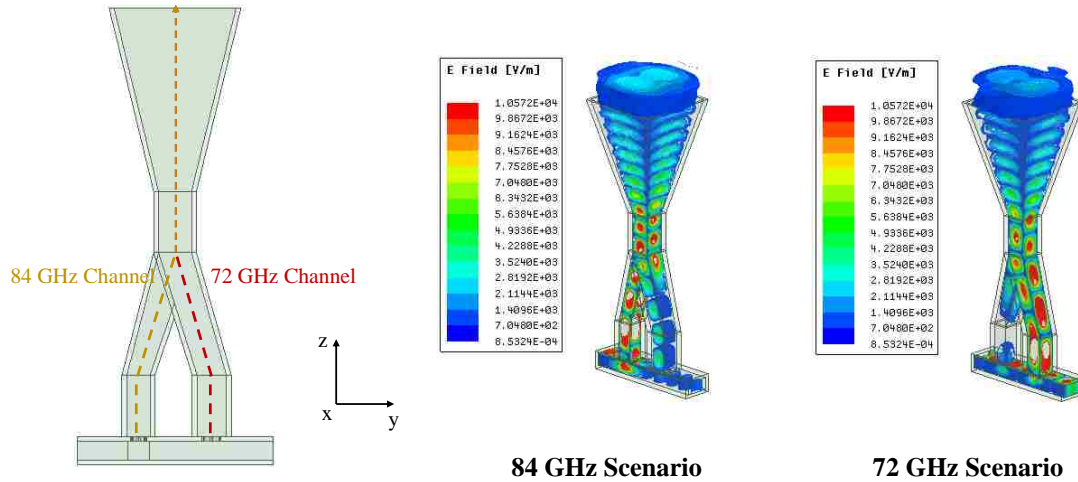 84 GHz Channel
72 GHz Channel
z
x
y
E Field [V/m]
1.0572E+04
9.8672E+03
9.1624E+03
8.4576E+03
7.7528E+03
7.0480E+03
6.3432E+03
5.6384E+03
4.9336E+03
4.2288E+03
3.5240E+03
2.8192E+03
2.1144E+03
1.4096E+03
7.0480E+02
8.5324E-04
84 GHz Scenario
E Field [V/m]
1.0572E+04
9.8672E+03
9.1624E+03
8.4576E+03
7.7528E+03
7.0480E+03
6.3432E+03
5.6384E+03
4.9336E+03
4.2288E+03
3.5240E+03
2.8192E+03
2.1144E+03
1.4096E+03
7.0480E+02
8.5324E-04
72 GHz Scenario